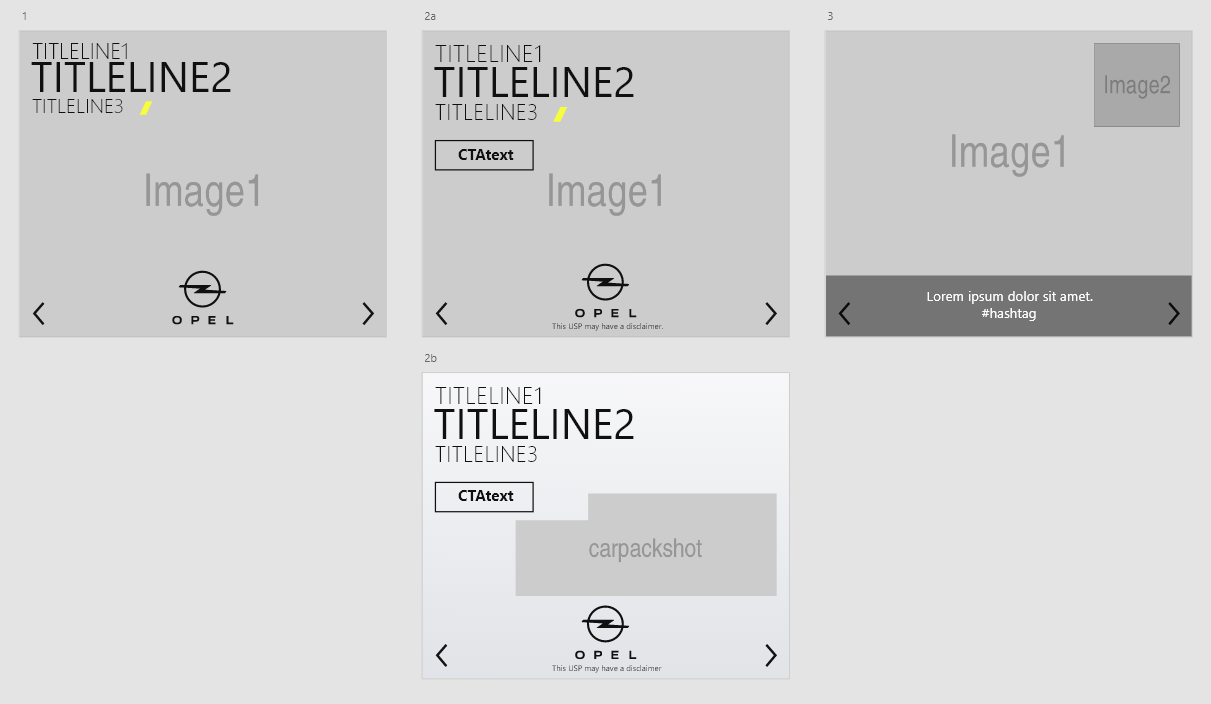 1
TITLELINE1
TITLELINE2
TITLELINE3
Image1
OPEL
2a
TITLELINE1
TITLELINE2
TITLELINE3
CTAtext
Image1
OPEL
This USP may have a disclaimer.
3
Image2
Image1
Lorem ipsum dolor sit amet.
#hashtag
2b
TITLELINE1
TITLELINE2
TITLELINE3
CTAtext
carpackshot
OPEL
This USP may have a disclaimer